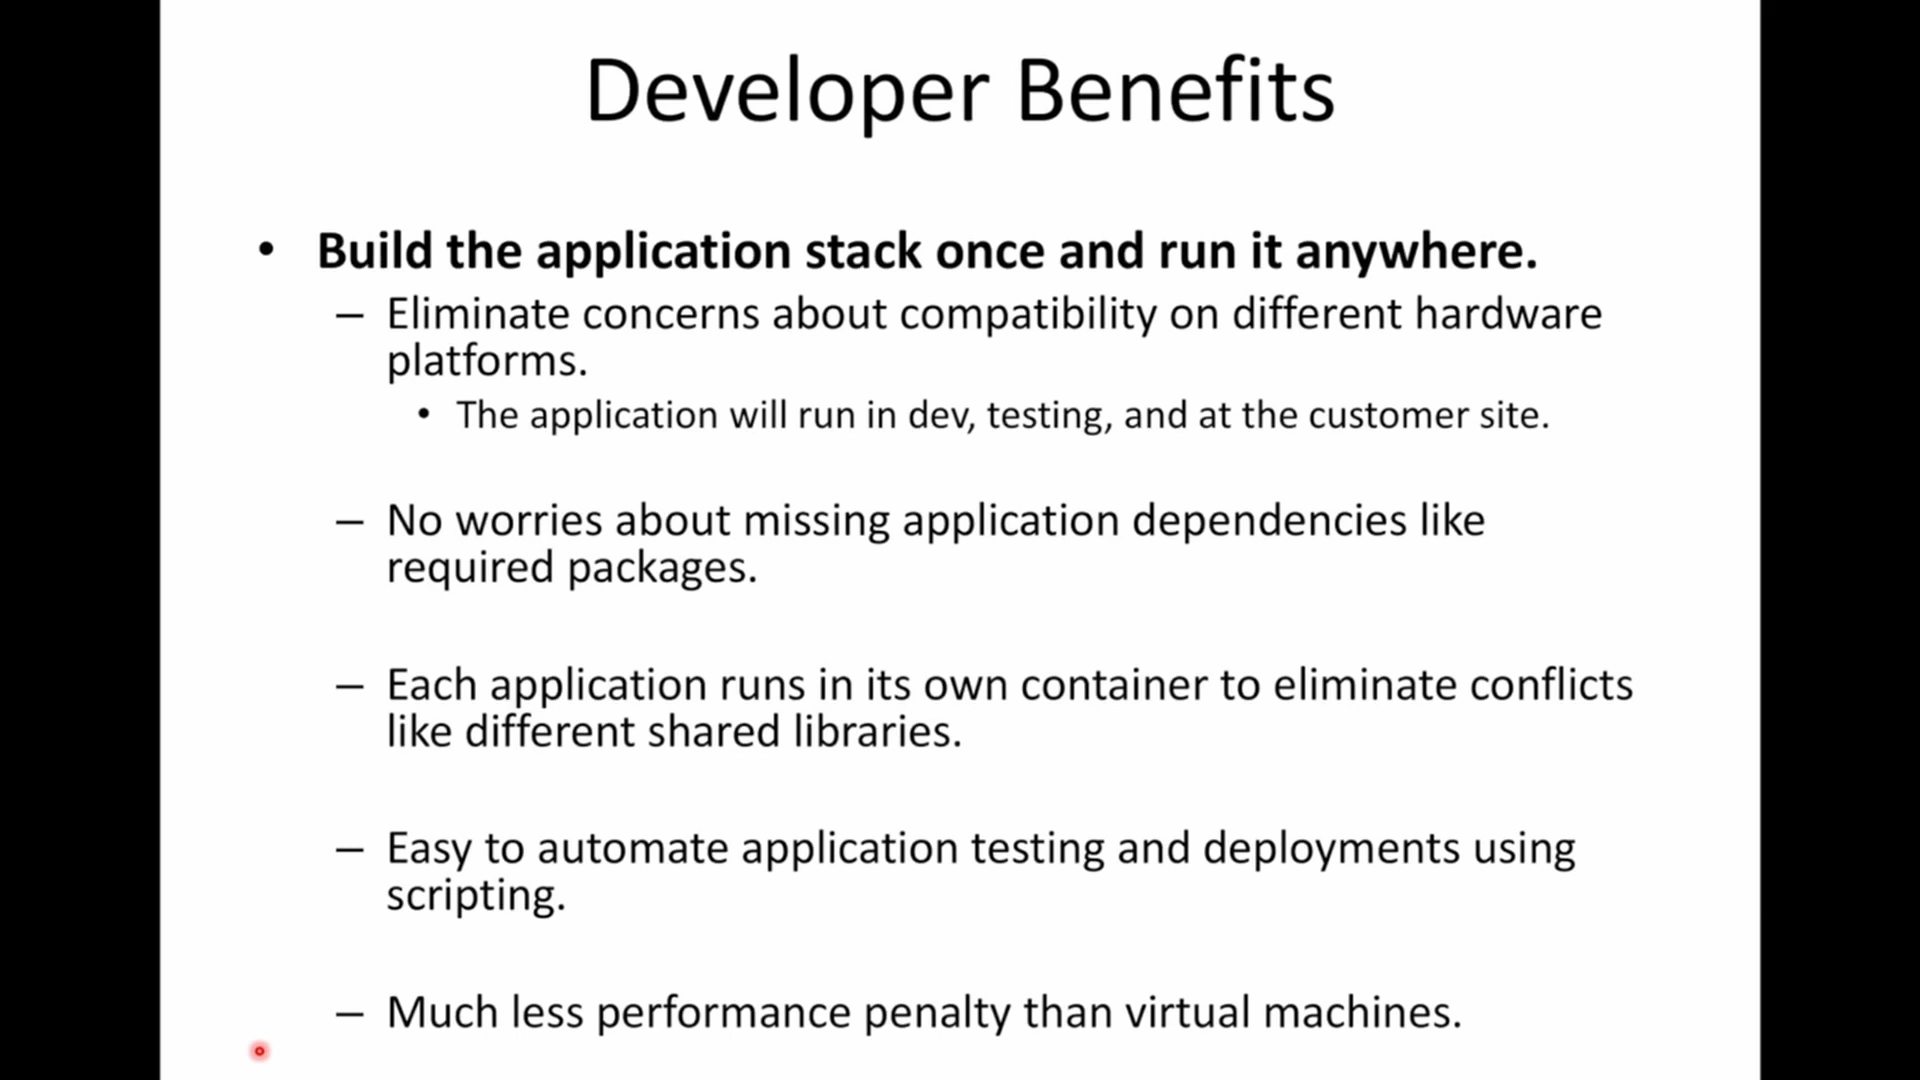 Developer Benefits
• Build the application stack once and run it anywhere.
– Eliminate concerns about compatibility on different hardware
platforms.
• The application will run in dev, testing, and at the customer site.
– No worries about missing application dependencies like
required packages.
– Each application runs in its own container to eliminate conflicts
like different shared libraries.
– Easy to automate application testing and deployments using
scripting.
– Much less performance penalty than virtual machines.